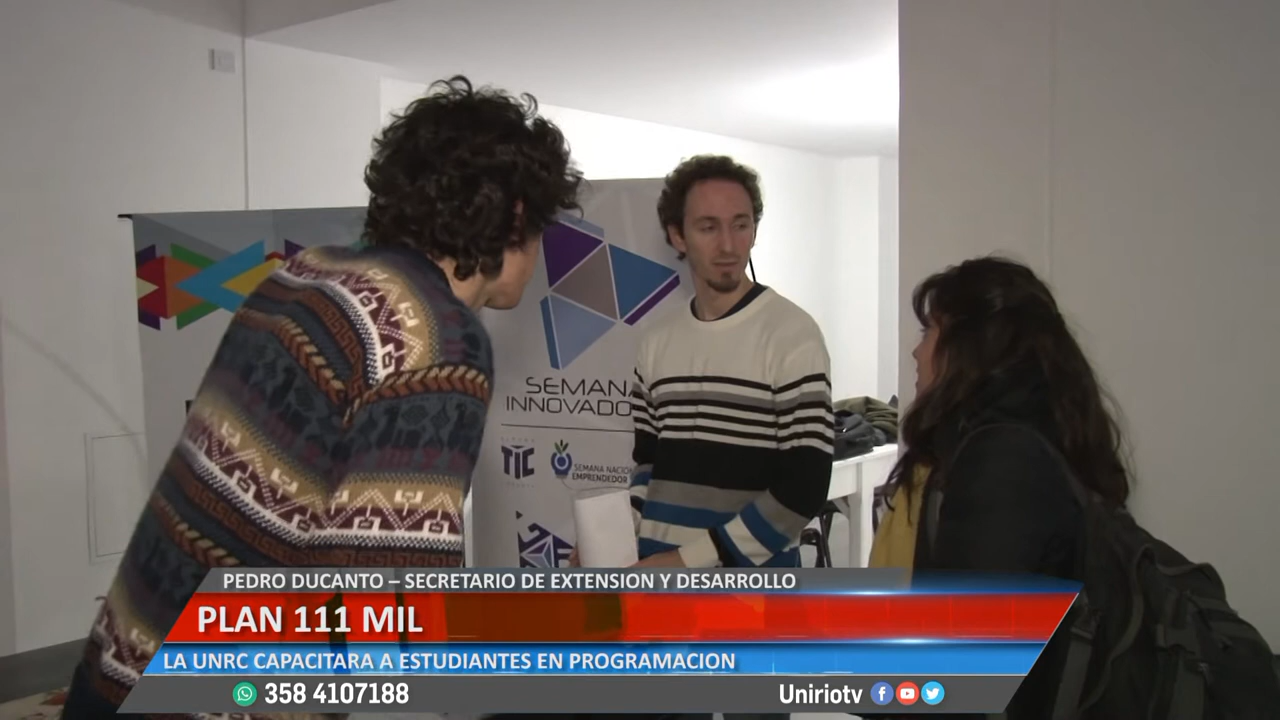 SEMANA
INNOVADO
TIC
SEMANA NACION
EMPRENDEDOR
PEDRO DUCANTO – SECRETARIO DE EXTENSION Y DESARROLLO
PLAN 111 MIL
LA UNRC CAPACITARA A ESTUDIANTES EN PROGRAMACION
358 4107188
Uniriotv